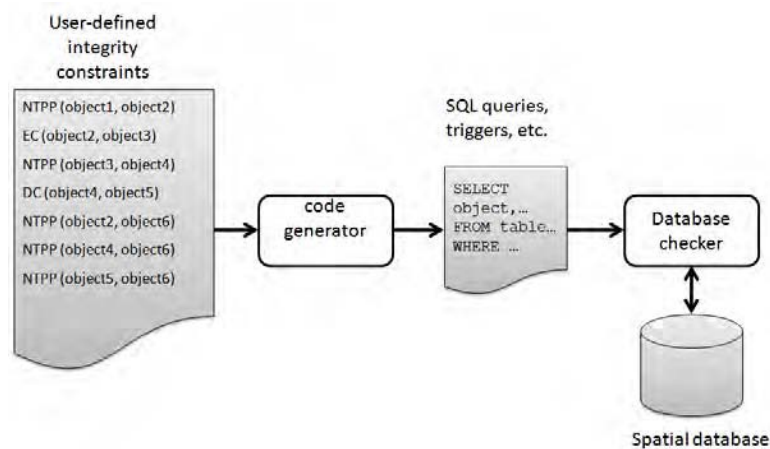 User-defined
integrity
constraints
NTPP (object1, object2)
EC (object2, object3)
NTPP (object3, object4)
DC (object4, object5)
NTPP (object2, object6)
NTPP (object4, object6)
NTPP (object5, object6)
code
generator
SQL queries,
triggers, etc.
SELECT
object,…
FROM table…
WHERE …
Database
checker
Spatial database